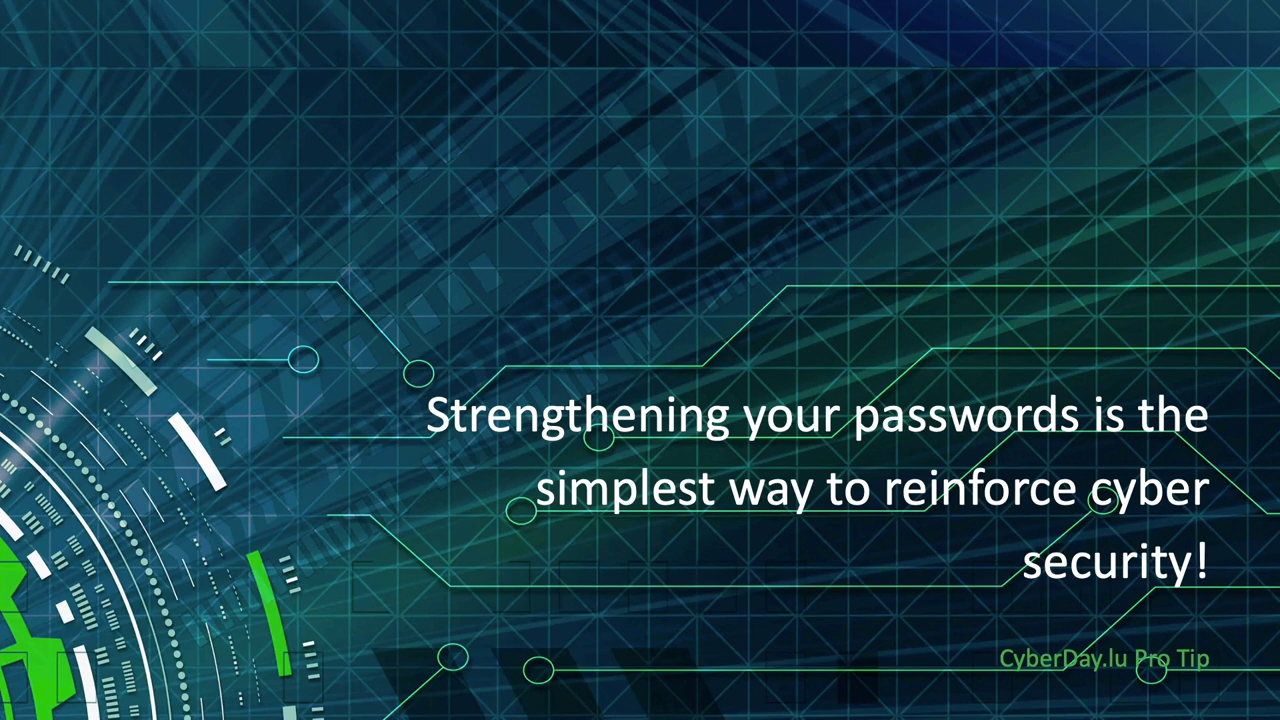 Strengthening your passwords is the
simplest way to reinforce cyber
security!
CyberDay.lu Pro Tip